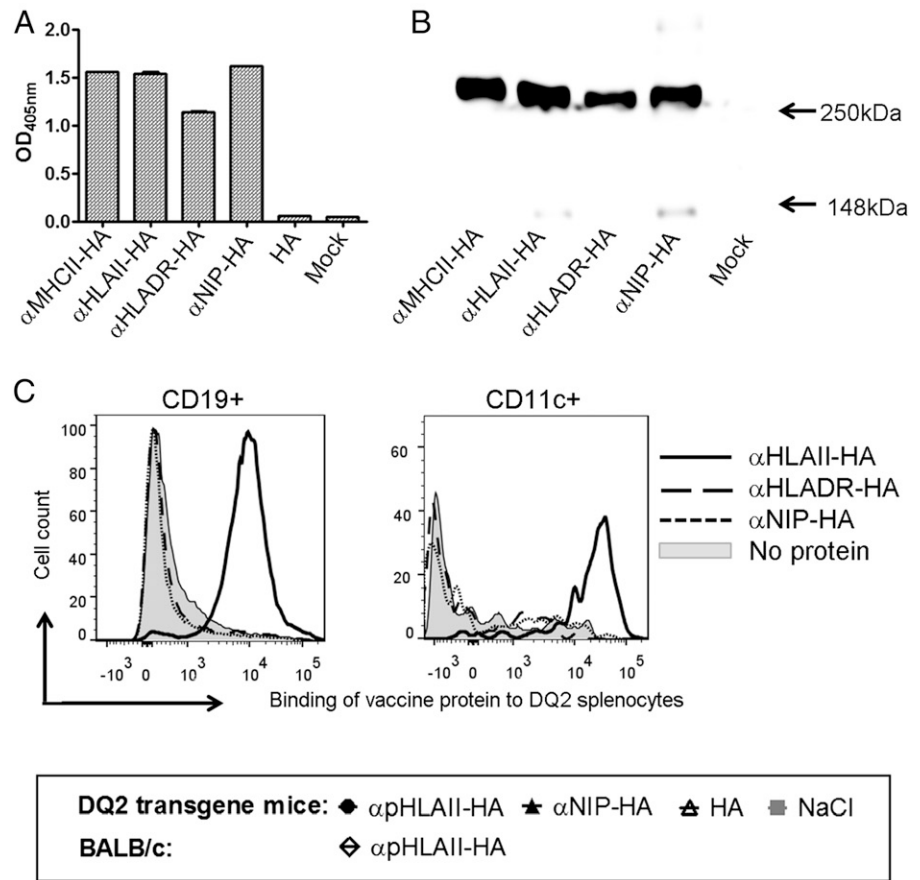 A
2.0
1.5
1.0
0.5
0.0
OD405nm
αMHCII-HA
αHLAII-HA
αHLADR-HA
αNIP-HA
HA
Mock
B
250kDa
148kDa
αMHCII-HA
αHLAII-HA
αHLADR-HA
αNIP-HA
Mock
C
CD19+
100
80
60
40
20
0
Cell count
-10³ 0 10³ 10⁴ 10⁵
CD11c+
60
40
20
0
-10³ 0 10³ 10⁴ 10⁵
Binding of vaccine protein to DQ2 splenocytes
αHLAII-HA
αHLADR-HA
αNIP-HA
No protein
DQ2 transgene mice: αpHLAII-HA αNIP-HA HA NaCl
BALB/c: αpHLAII-HA